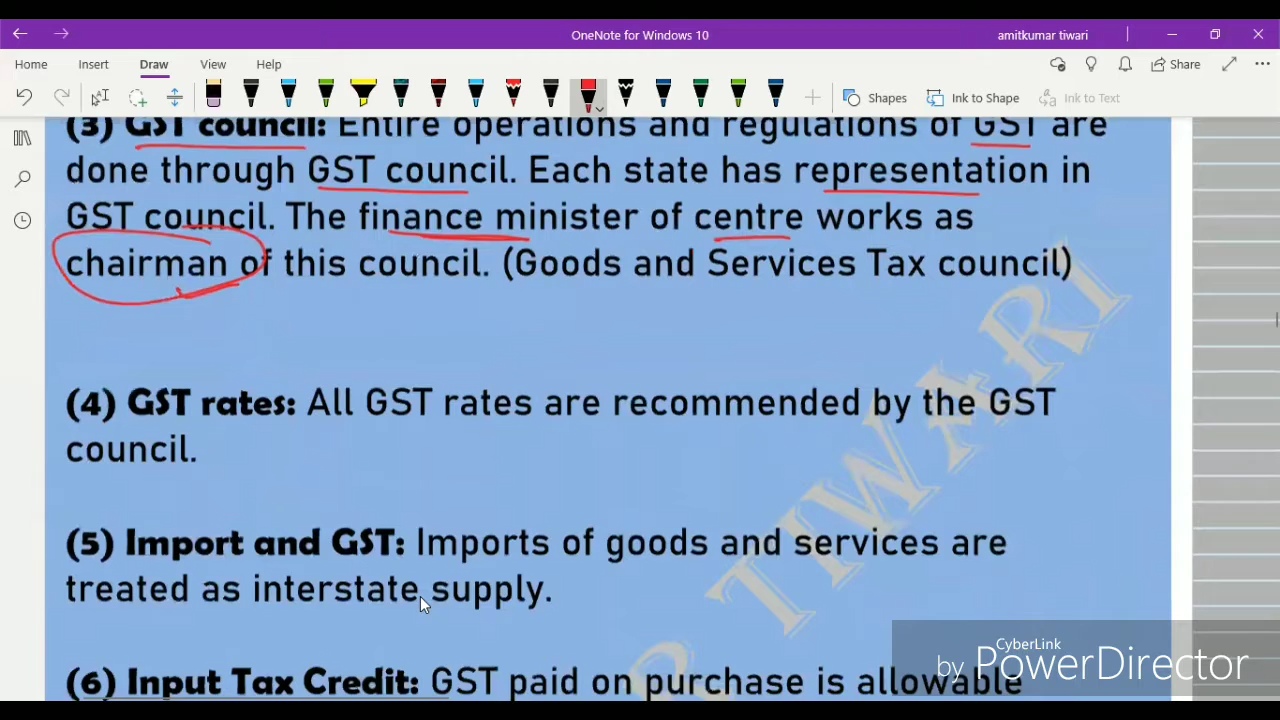 OneNote for Windows 10
amitkumar tiwari
Home Insert Draw View Help
Share
Shapes
Ink to Shape
Ink to Text
(3) GST council: Entire operations and regulations of GST are
done through GST council. Each state has representation in
GST council. The finance minister of centre works as
chairman of this council. (Goods and Services Tax council)
(4) GST rates: All GST rates are recommended by the GST
council.
(5) Import and GST: Imports of goods and services are
treated as interstate supply.
(6) Input Tax Credit: GST paid on purchase is allowable
TIWARI
CyberLink
by PowerDirector